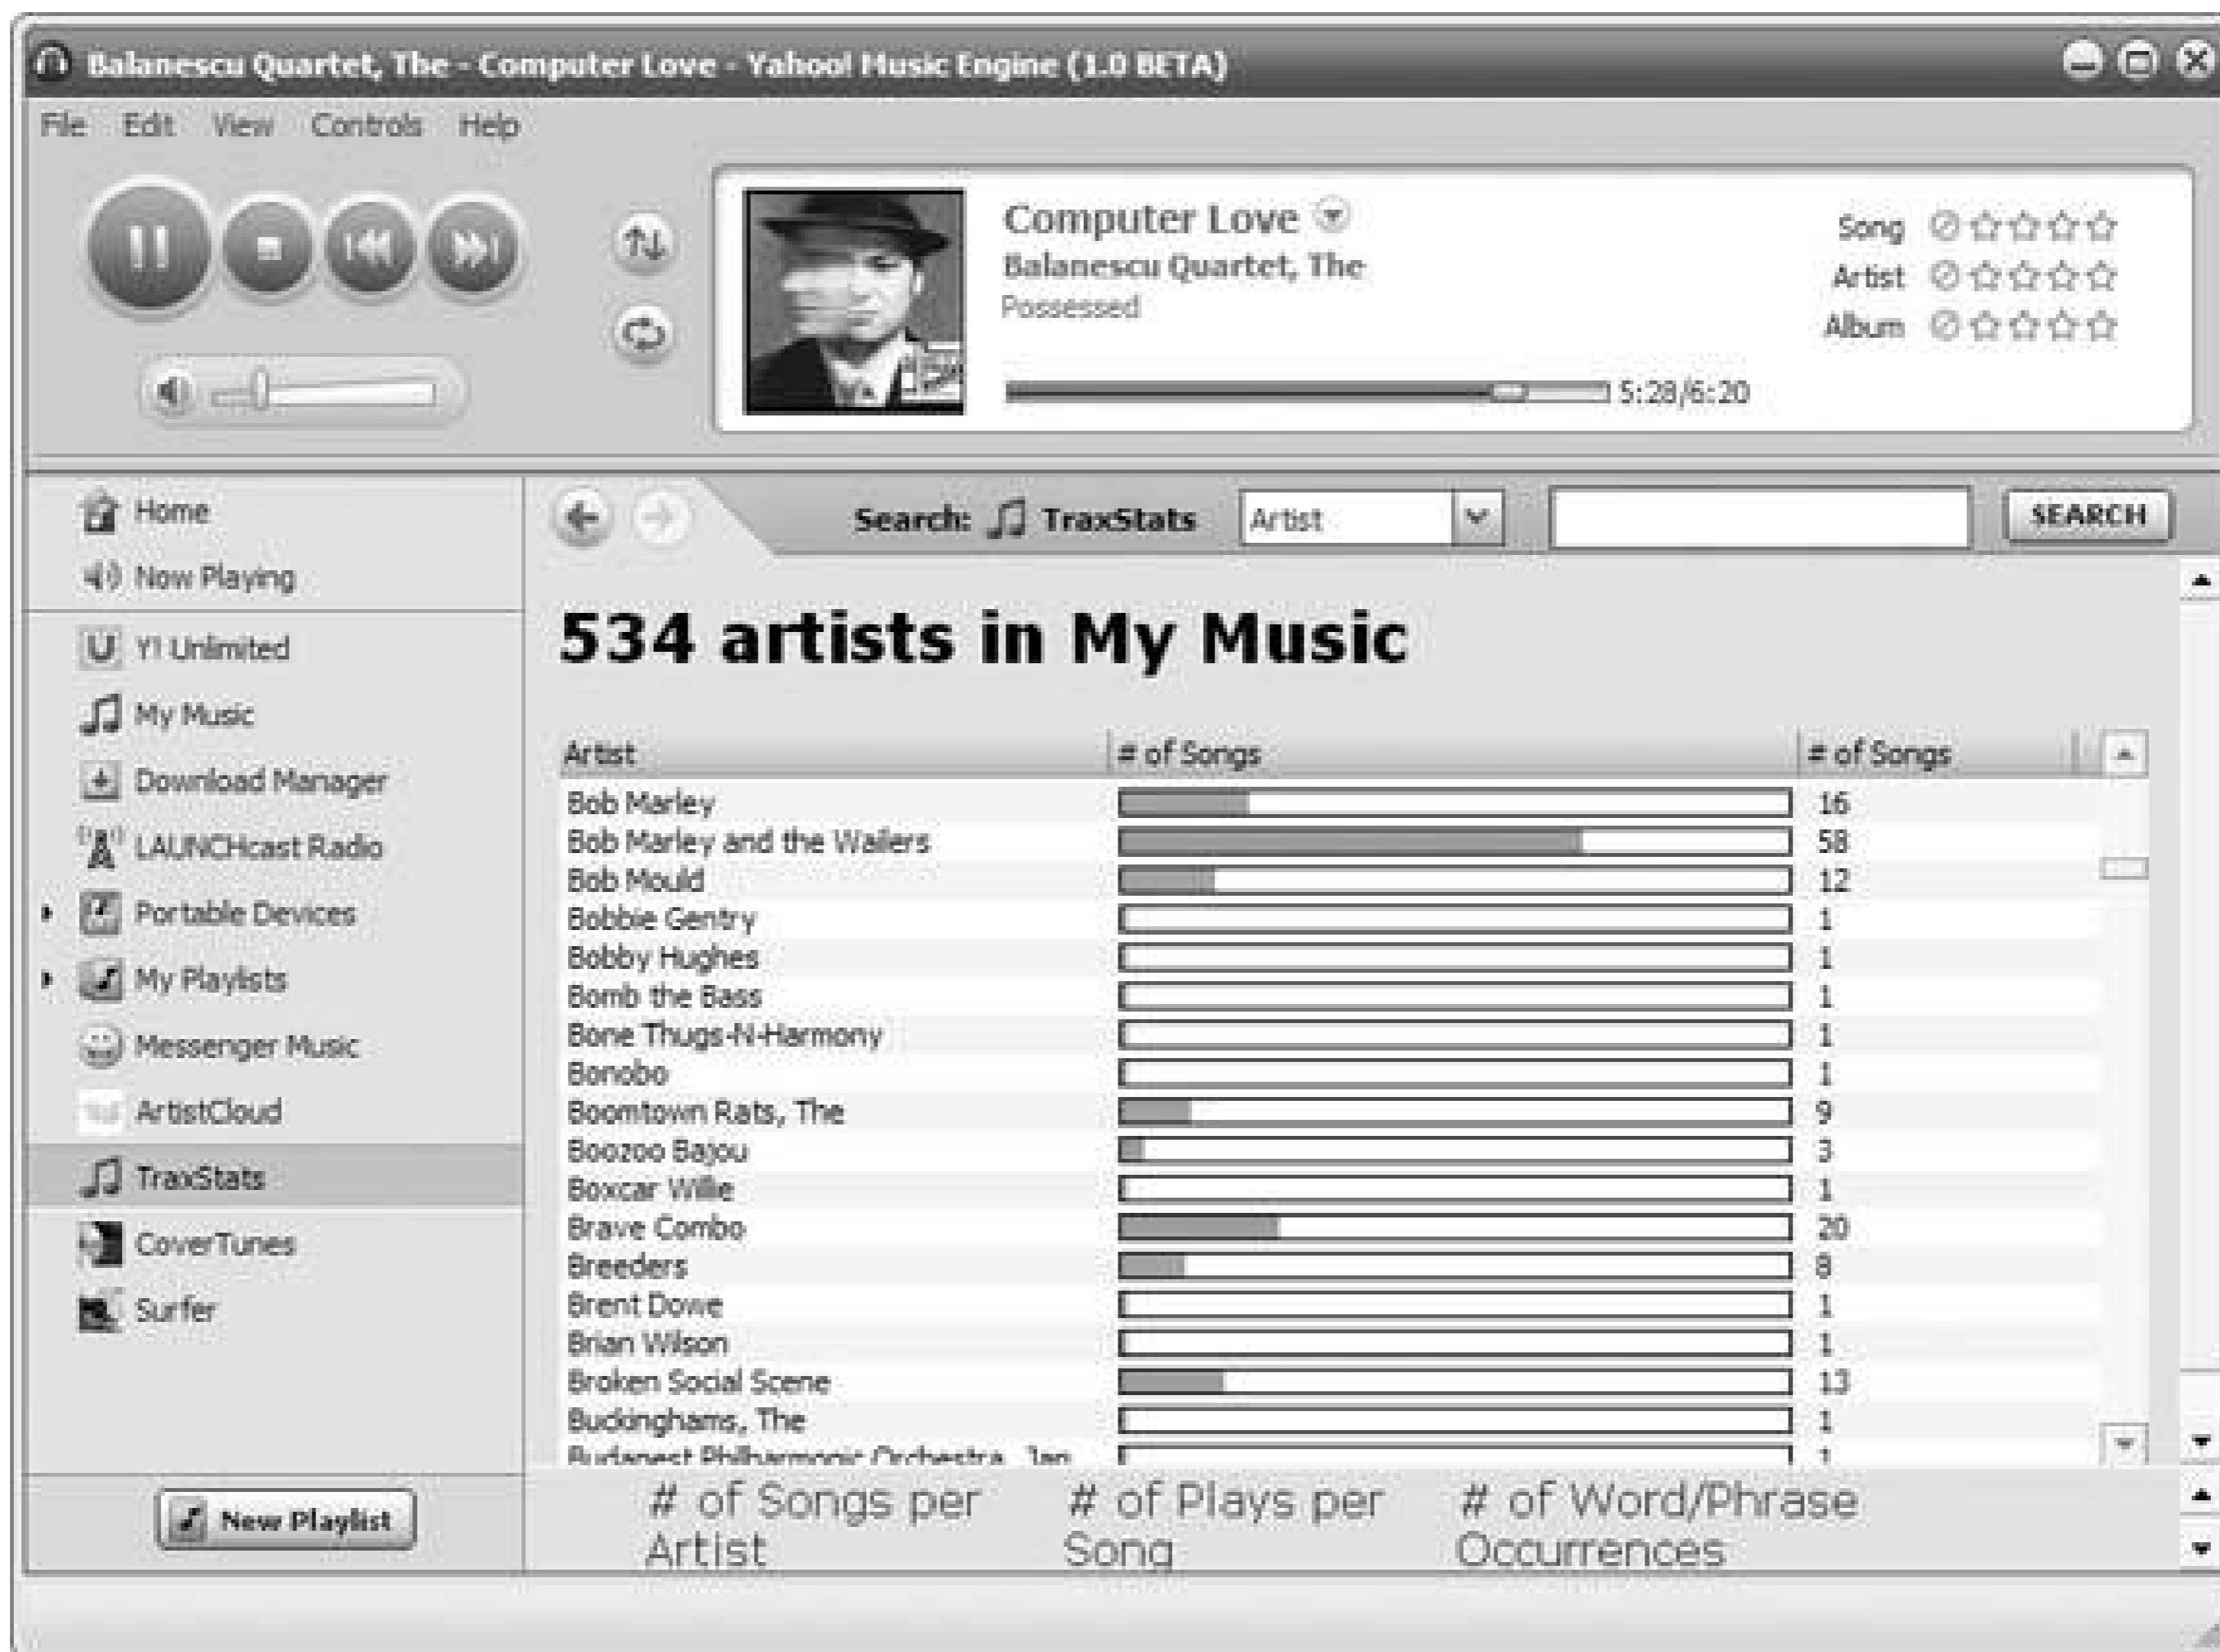 Balanescu Quartet, The - Computer Love - Yahoo! Music Engine (1.0 BETA)
File Edit View Controls Help
Computer Love
Balanescu Quartet, The
Possessed
5:28/6:20
Song
Artist
Album
Home
Now Playing
Y! Unlimited
My Music
Download Manager
LAUNCHcast Radio
Portable Devices
My Playlists
Messenger Music
ArtistCloud
TraxStats
CoverTunes
Surfer
New Playlist
Search: TraxStats Artist SEARCH
534 artists in My Music
Artist # of Songs # of Songs
Bob Marley 16
Bob Marley and the Wailers 58
Bob Mould 12
Bobbie Gentry 1
Bobby Hughes 1
Bomb the Bass 1
Bone Thugs-N-Harmony 1
Bonobo 1
Boomtown Rats, The 9
Boozoo Bajou 3
Boxcar Willie 1
Brave Combo 20
Breeders 8
Brent Dowe 1
Brian Wilson 1
Broken Social Scene 13
Buckinghams, The 1
Budapest Philharmonic Orchestra, Jan 1
# of Songs per Artist
# of Plays per Song
# of Word/Phrase Occurrences